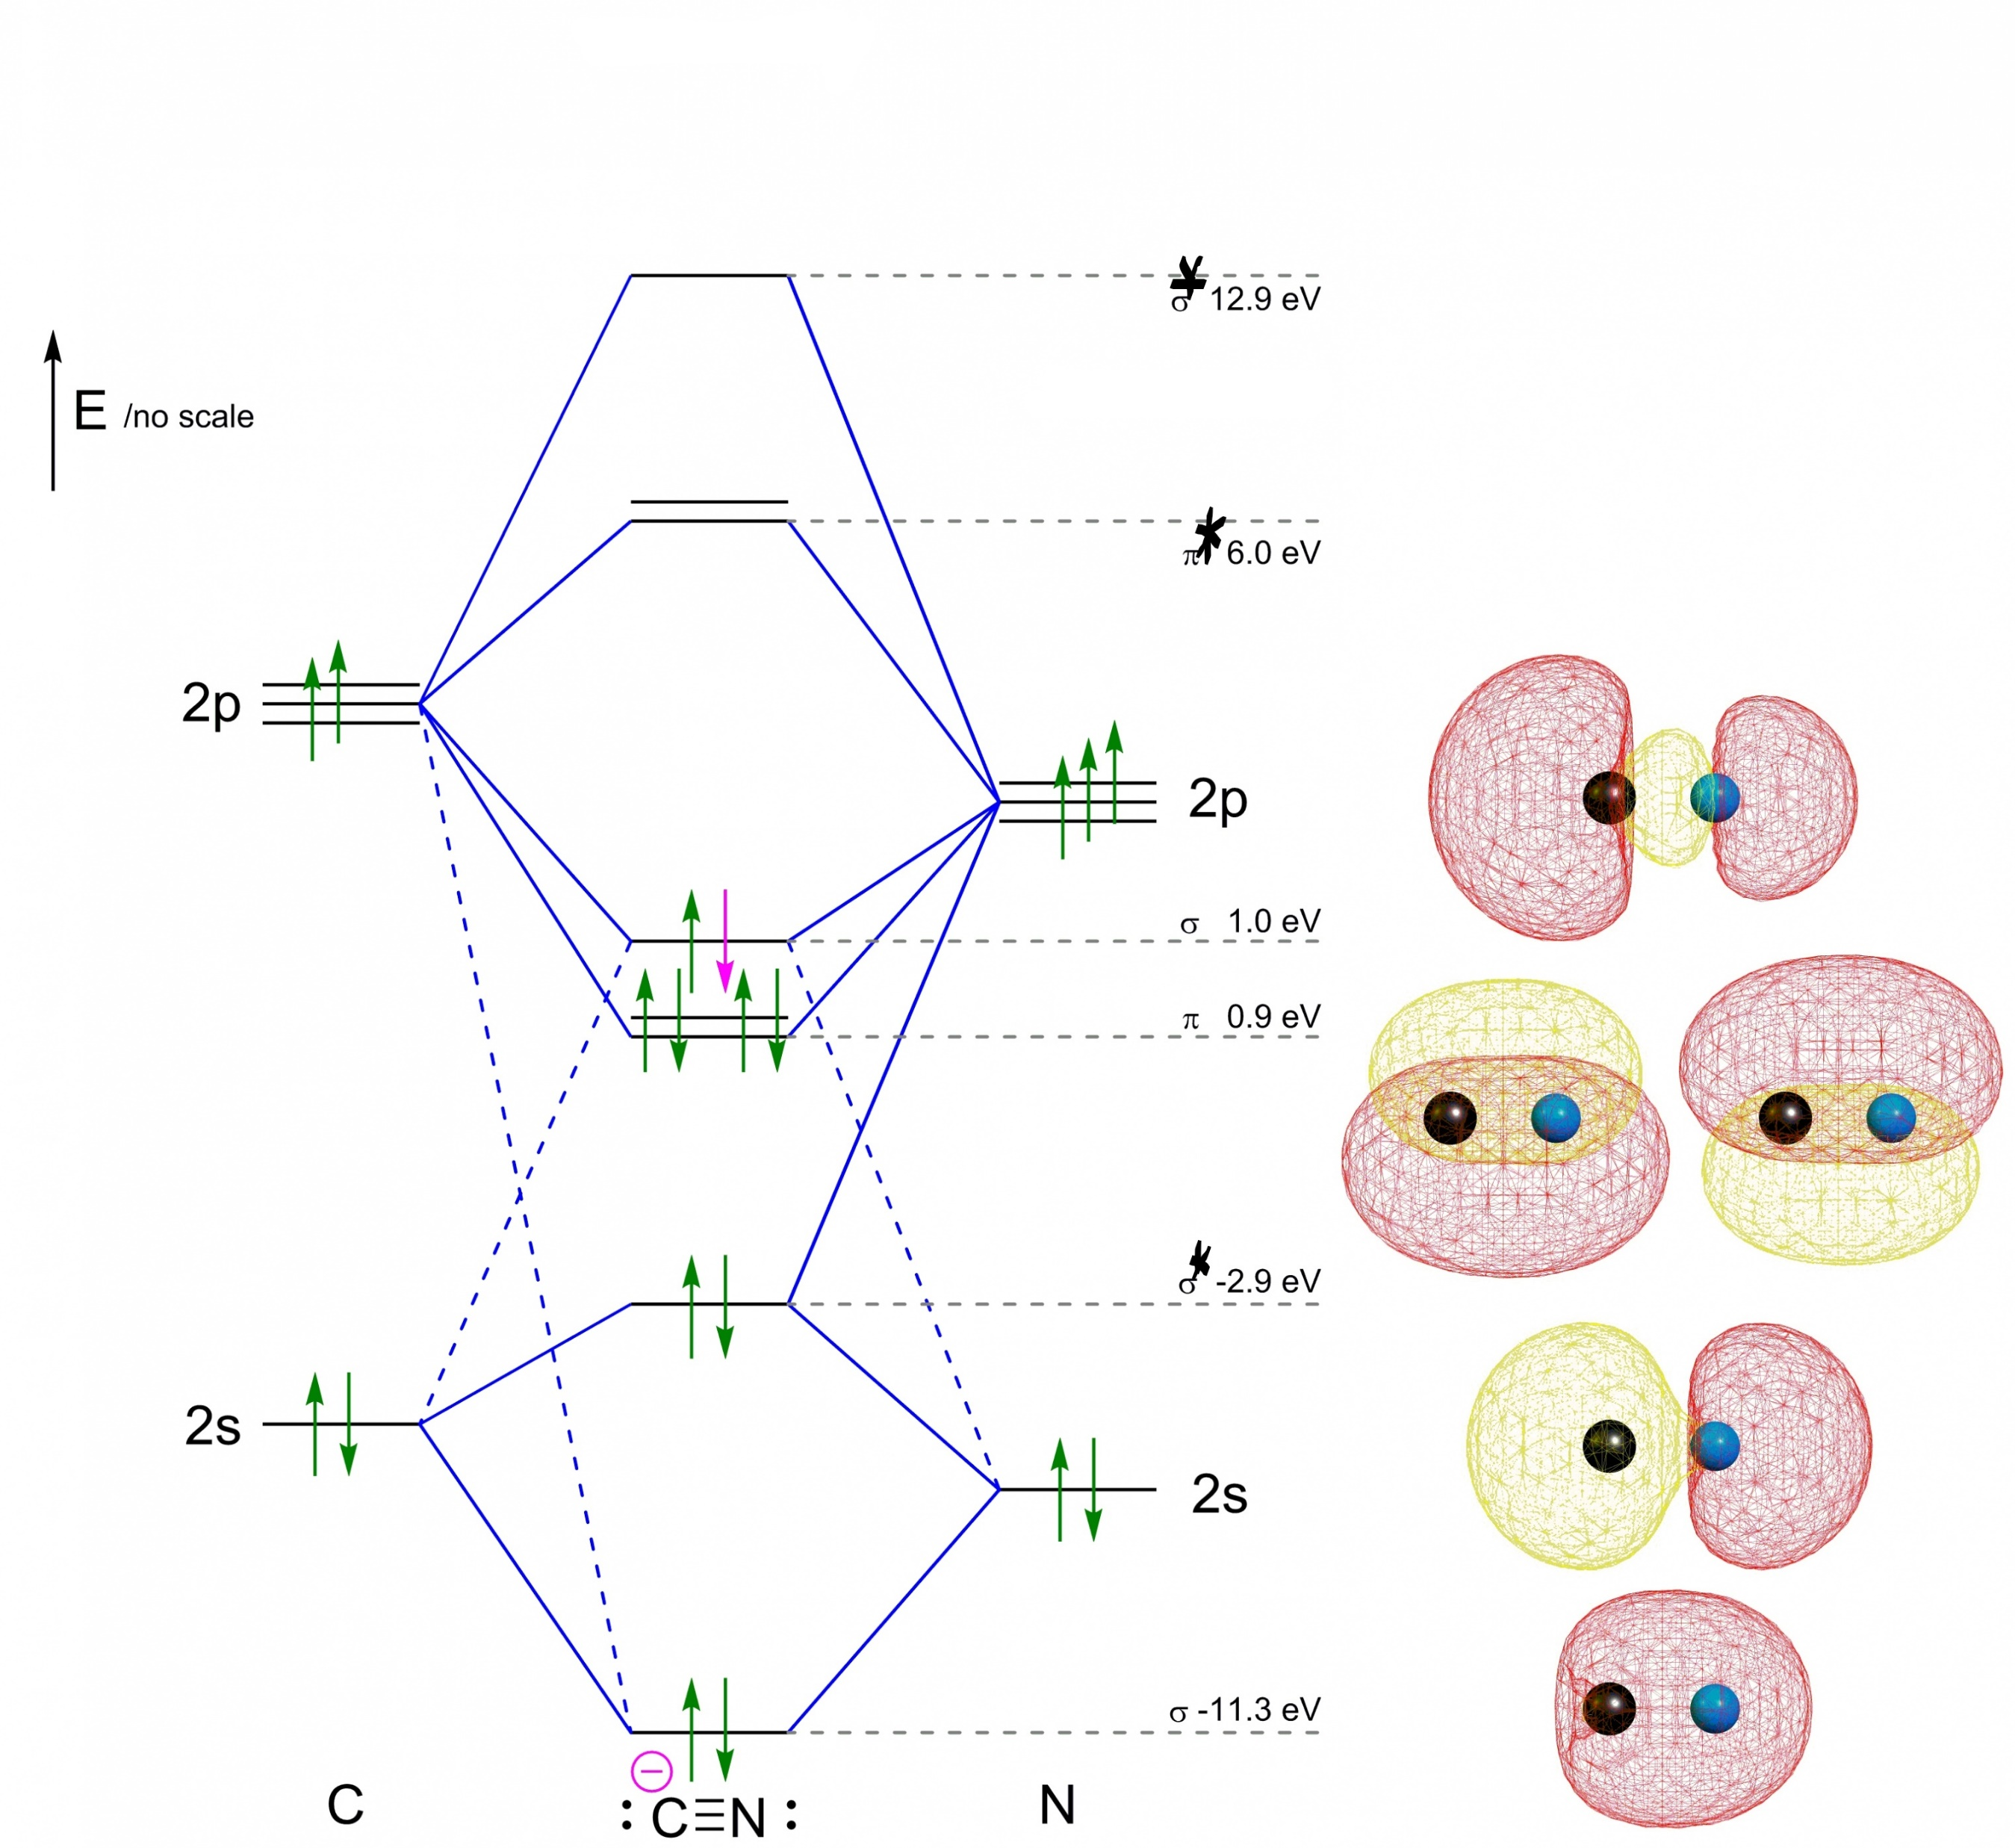 σ* 12.9 eV
E /no scale
π* 6.0 eV
2p
2p
σ 1.0 eV
π 0.9 eV
σ* -2.9 eV
2s
2s
σ -11.3 eV
C
⊖
:C≡N:
N